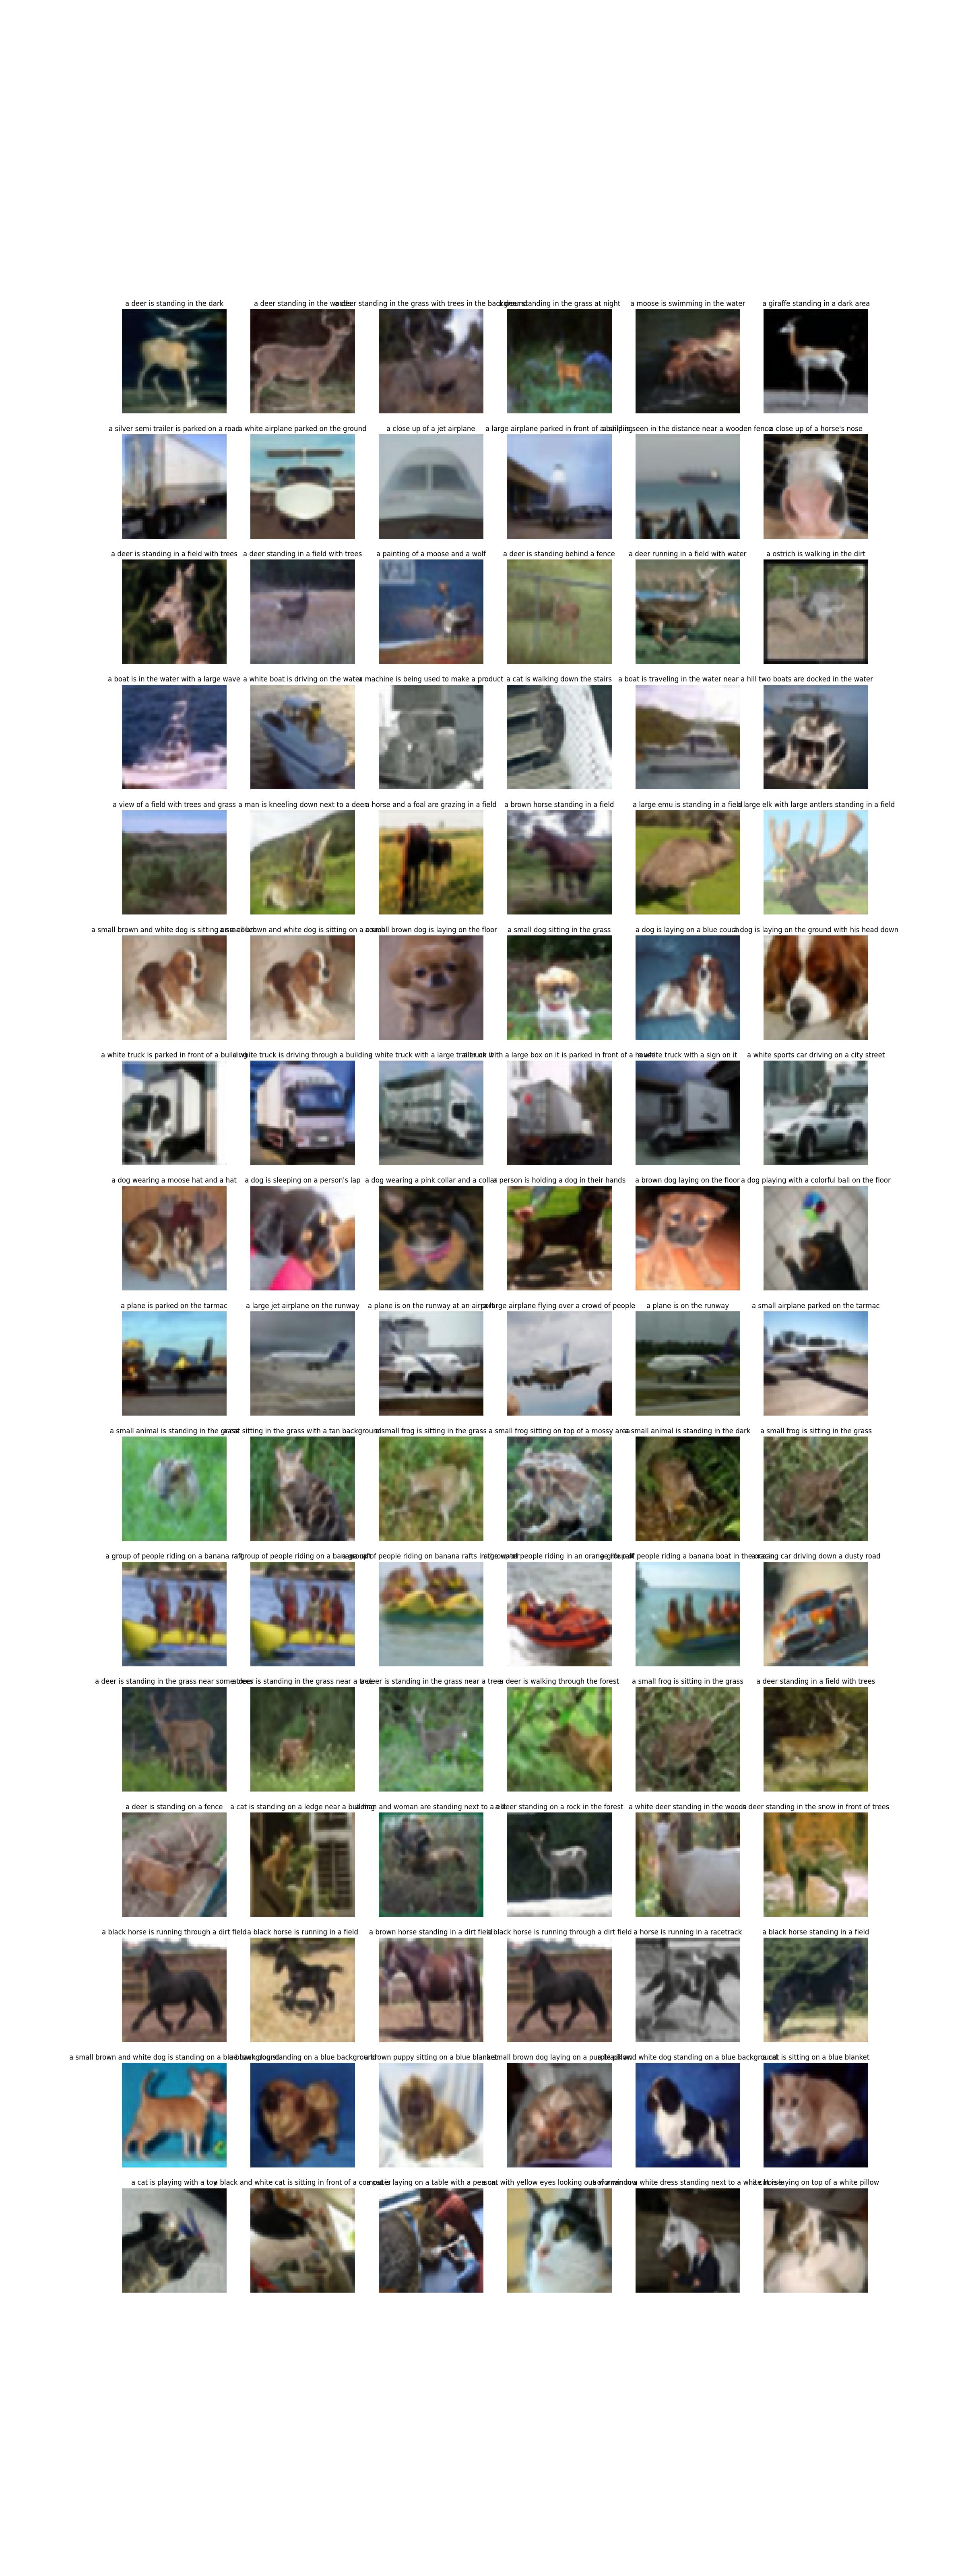 a deer is standing in the dark
a deer standing in the woods
a deer standing in the grass with trees in the background
a deer standing in the grass at night
a moose is swimming in the water
a giraffe standing in a dark area
a silver semi trailer is parked on a road
a white airplane parked on the ground
a close up of a jet airplane
a large airplane parked in front of a building
a ship seen in the distance near a wooden fence
a close up of a horse's nose
a deer is standing in a field with trees
a deer standing in a field with trees
a painting of a moose and a wolf
a deer is standing behind a fence
a deer running in a field with water
a ostrich is walking in the dirt
a boat is in the water with a large wave
a white boat is driving on the water
a machine is being used to make a product
a cat is walking down the stairs
a boat is traveling in the water near a hill
two boats are docked in the water
a view of a field with trees and grass
a man is kneeling down next to a deer
a horse and a foal are grazing in a field
a brown horse standing in a field
a large emu is standing in a field
a large elk with large antlers standing in a field
a small brown and white dog is sitting on a couch
a small brown and white dog is sitting on a couch
a small brown dog is laying on the floor
a small dog sitting in the grass
a dog is laying on a blue couch
a dog is laying on the ground with his head down
a white truck is parked in front of a building
a white truck is driving through a building
a white truck with a large trailer on it
a truck with a large box on it is parked in front of a house
a white truck with a sign on it
a white sports car driving on a city street
a dog wearing a moose hat and a hat
a dog is sleeping on a person's lap
a dog wearing a pink collar and a collar
a person is holding a dog in their hands
a brown dog laying on the floor
a dog playing with a colorful ball on the floor
a plane is parked on the tarmac
a large jet airplane on the runway
a plane is on the runway at an airport
a large airplane flying over a crowd of people
a plane is on the runway
a small airplane parked on the tarmac
a small animal is standing in the grass
a cat sitting in the grass with a tan background
a small frog is sitting in the grass
a small frog sitting on top of a mossy area
a small animal is standing in the dark
a small frog is sitting in the grass
a group of people riding on a banana raft
a group of people riding on a banana raft
a group of people riding on banana rafts in the water
a group of people riding in an orange life raft
a group of people riding a banana boat in the ocean
a racing car driving down a dusty road
a deer is standing in the grass near some trees
a deer is standing in the grass near a tree
a deer is standing in the grass near a tree
a deer is walking through the forest
a small frog is sitting in the grass
a deer standing in a field with trees
a deer is standing on a fence
a cat is standing on a ledge near a building
a man and woman are standing next to a elk
a deer standing on a rock in the forest
a white deer standing in the woods
a deer standing in the snow in front of trees
a black horse is running through a dirt field
a black horse is running in a field
a brown horse standing in a dirt field
a black horse is running through a dirt field
a horse is running in a racetrack
a black horse standing in a field
a small brown and white dog is standing on a blue background
a brown dog standing on a blue background
a brown puppy sitting on a blue blanket
a small brown dog laying on a purple pillow
a black and white dog standing on a blue background
a cat is sitting on a blue blanket
a cat is playing with a toy
a black and white cat is sitting in front of a computer
a cat is laying on a table with a person
a cat with yellow eyes looking out of a window
a woman in a white dress standing next to a white horse
a cat is laying on top of a white pillow